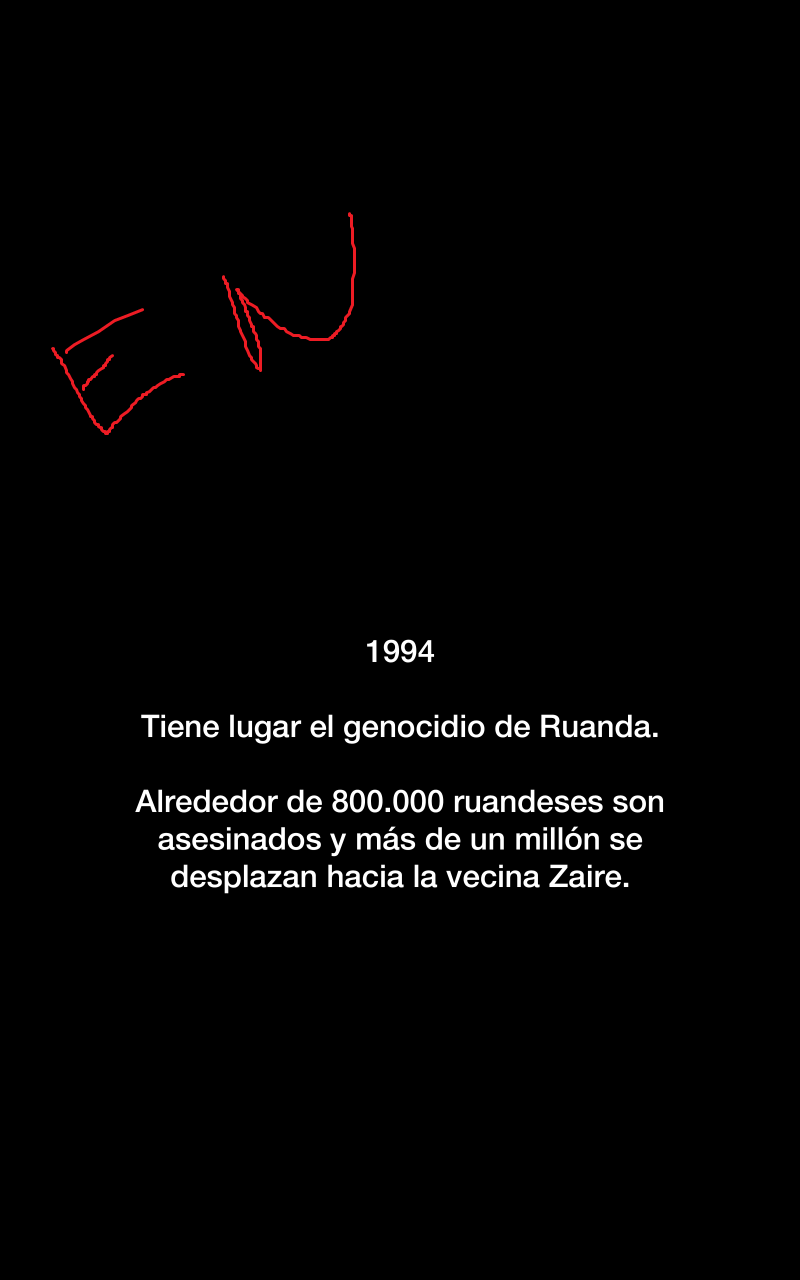 EN
1994
Tiene lugar el genocidio de Ruanda.
Alrededor de 800.000 ruandeses son
asesinados y más de un millón se
desplazan hacia la vecina Zaire.